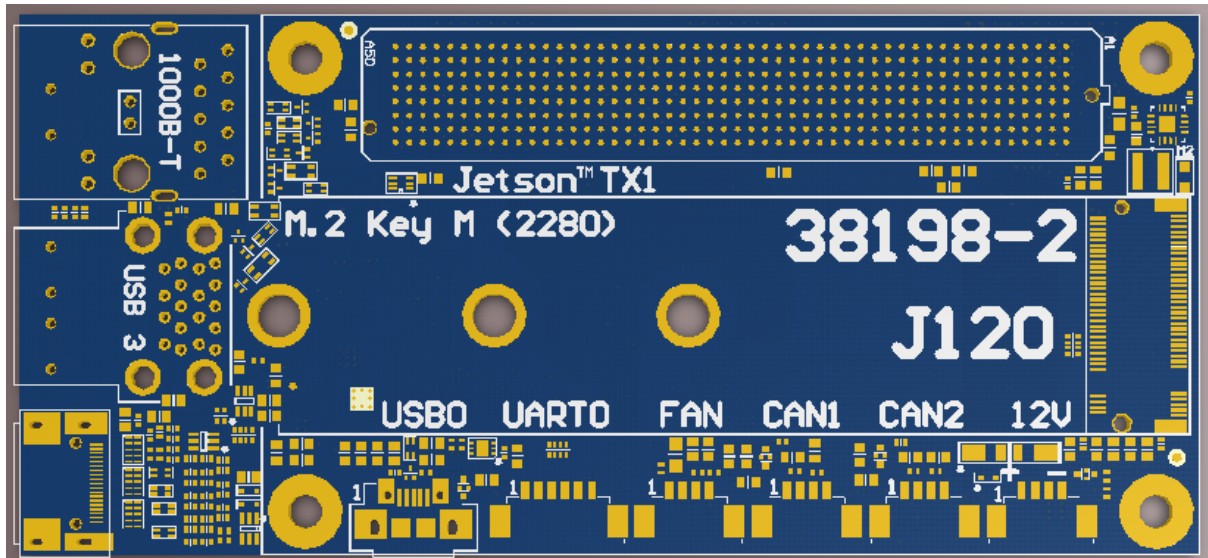 1000B-T
A50
A1
Jetson™ TX1
M.2 Key M (2280)
38198-2
USB 3
J120
USB0
UART0
FAN
CAN1
CAN2
12V
1
1
1
1
1
1